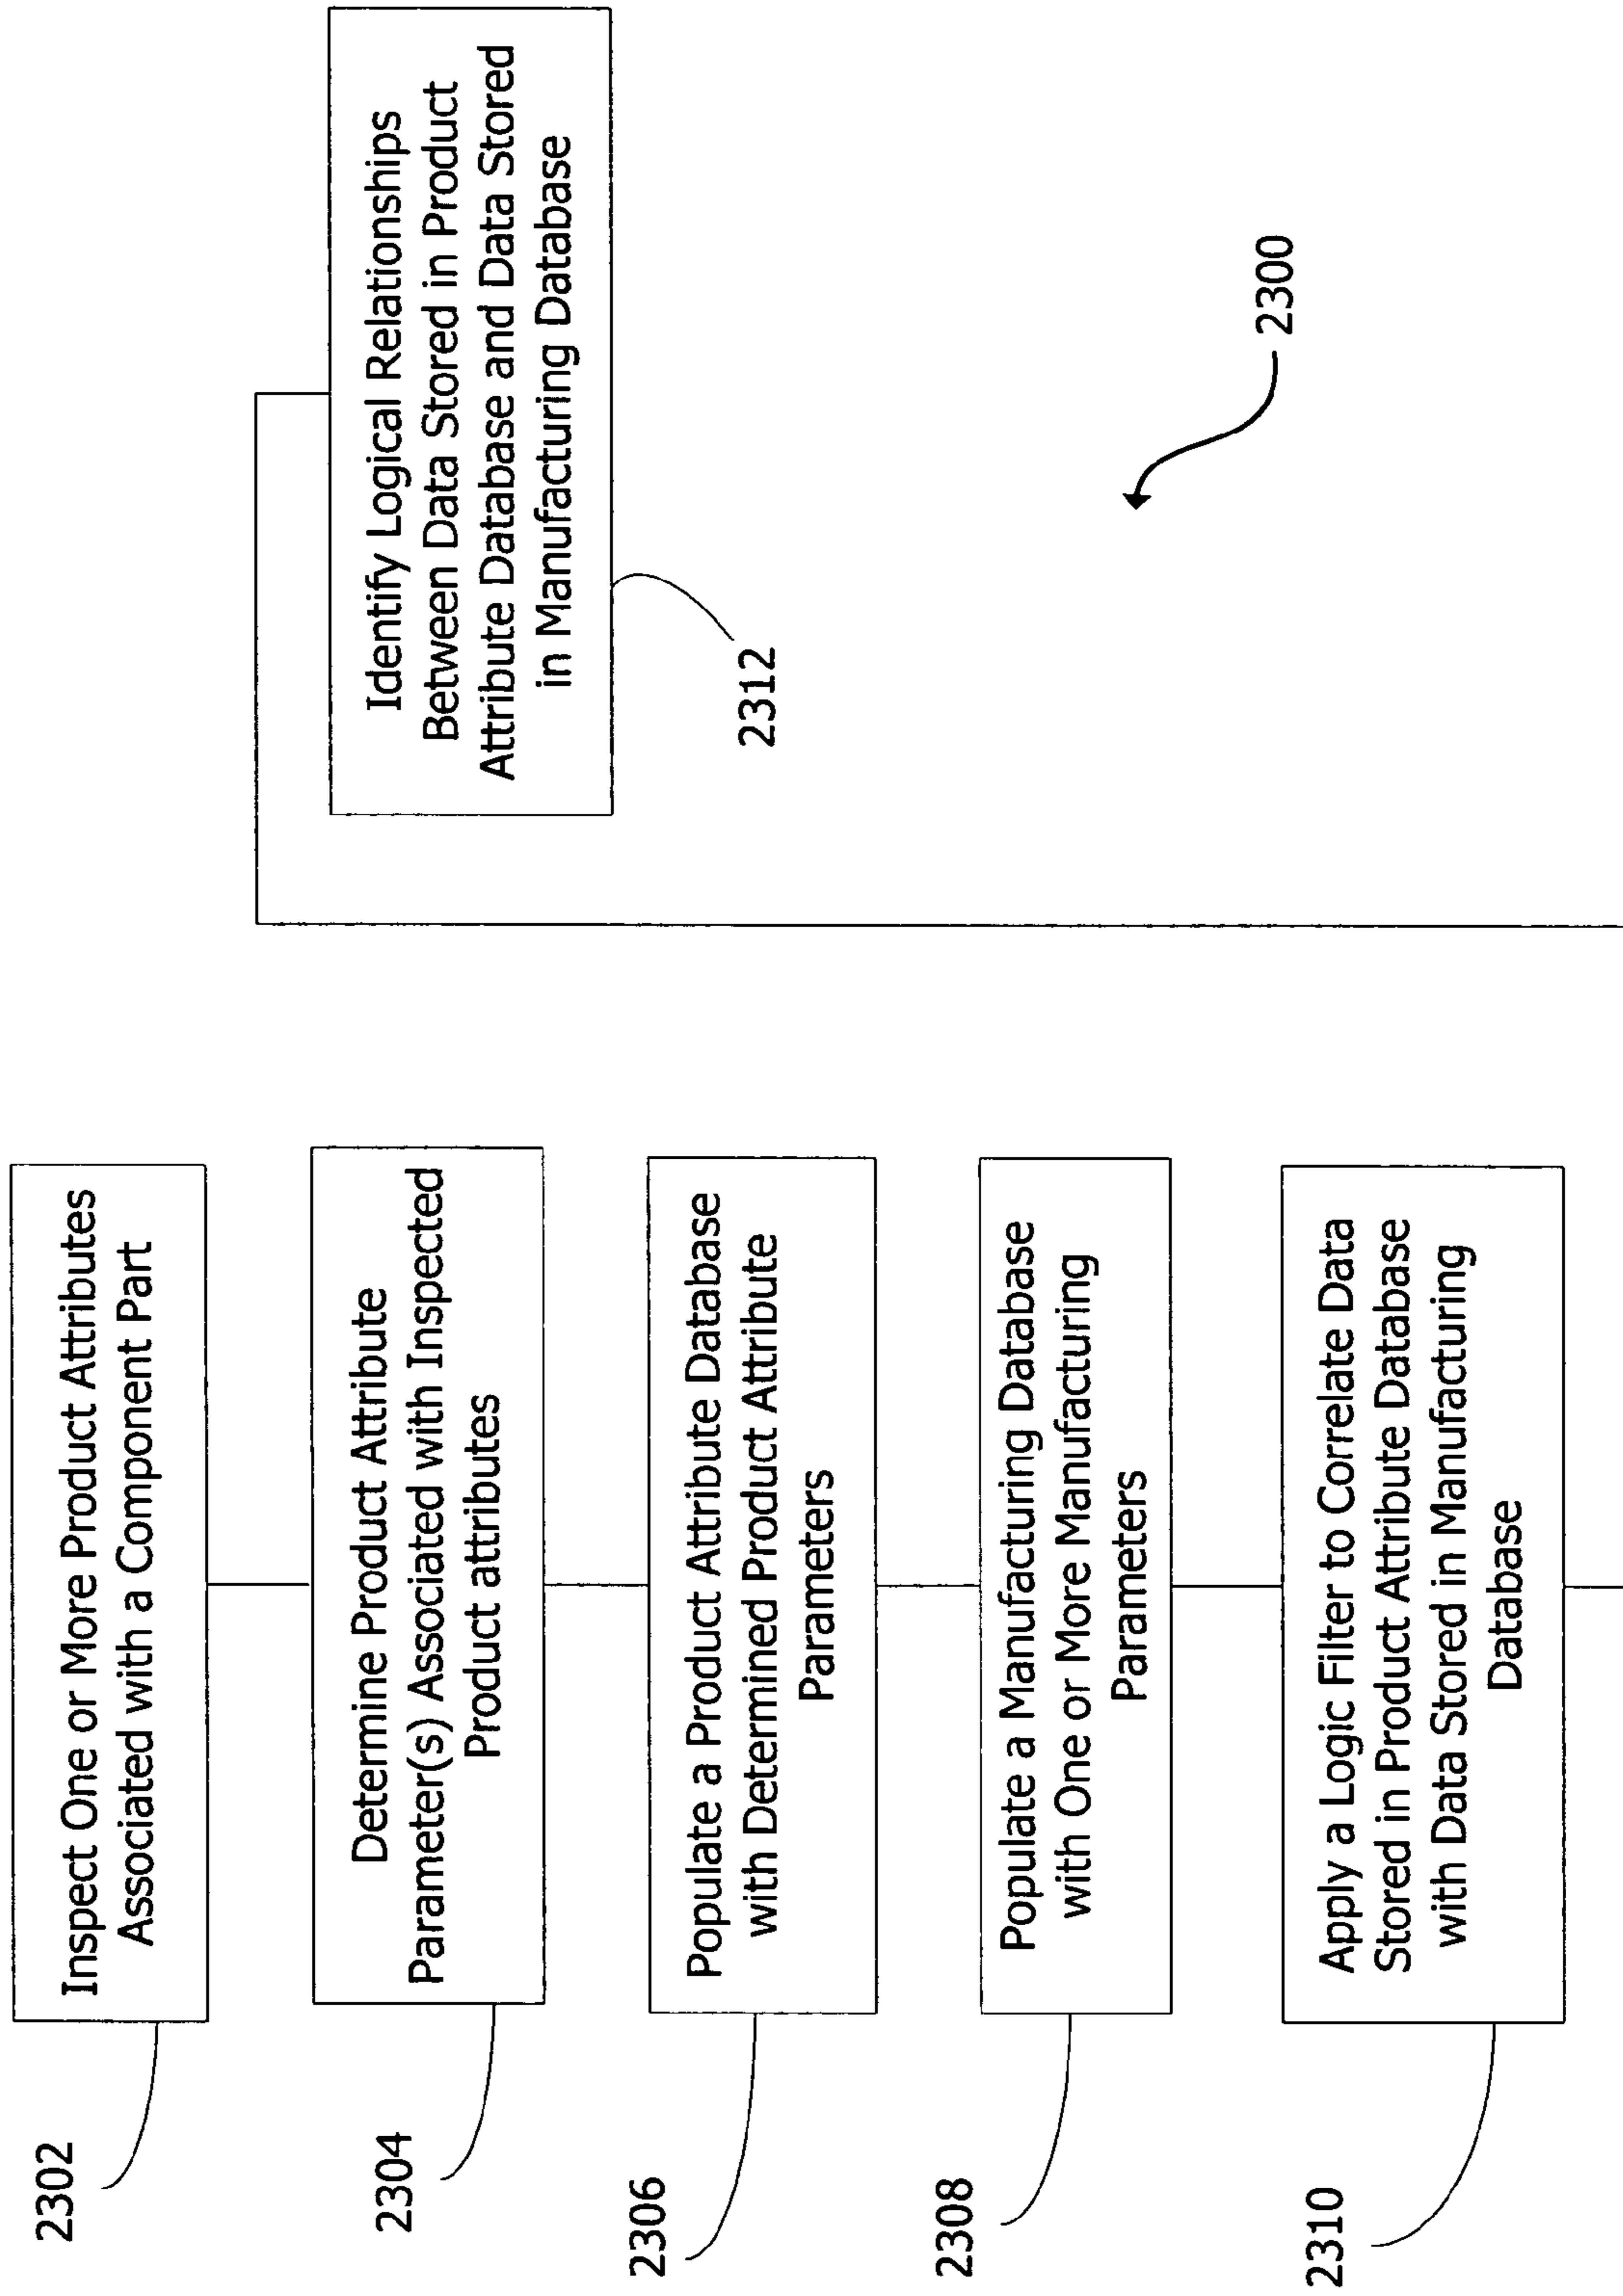 2302
Inspect One or More Product Attributes
Associated with a Component Part
2304
Determine Product Attribute
Parameter(s) Associated with Inspected
Product attributes
2306
Populate a Product Attribute Database
with Determined Product Attribute
Parameters
2308
Populate a Manufacturing Database
with One or More Manufacturing
Parameters
2310
Apply a Logic Filter to Correlate Data
Stored in Product Attribute Database
with Data Stored in Manufacturing
Database
Identify Logical Relationships
Between Data Stored in Product
Attribute Database and Data Stored
in Manufacturing Database
2312
2300